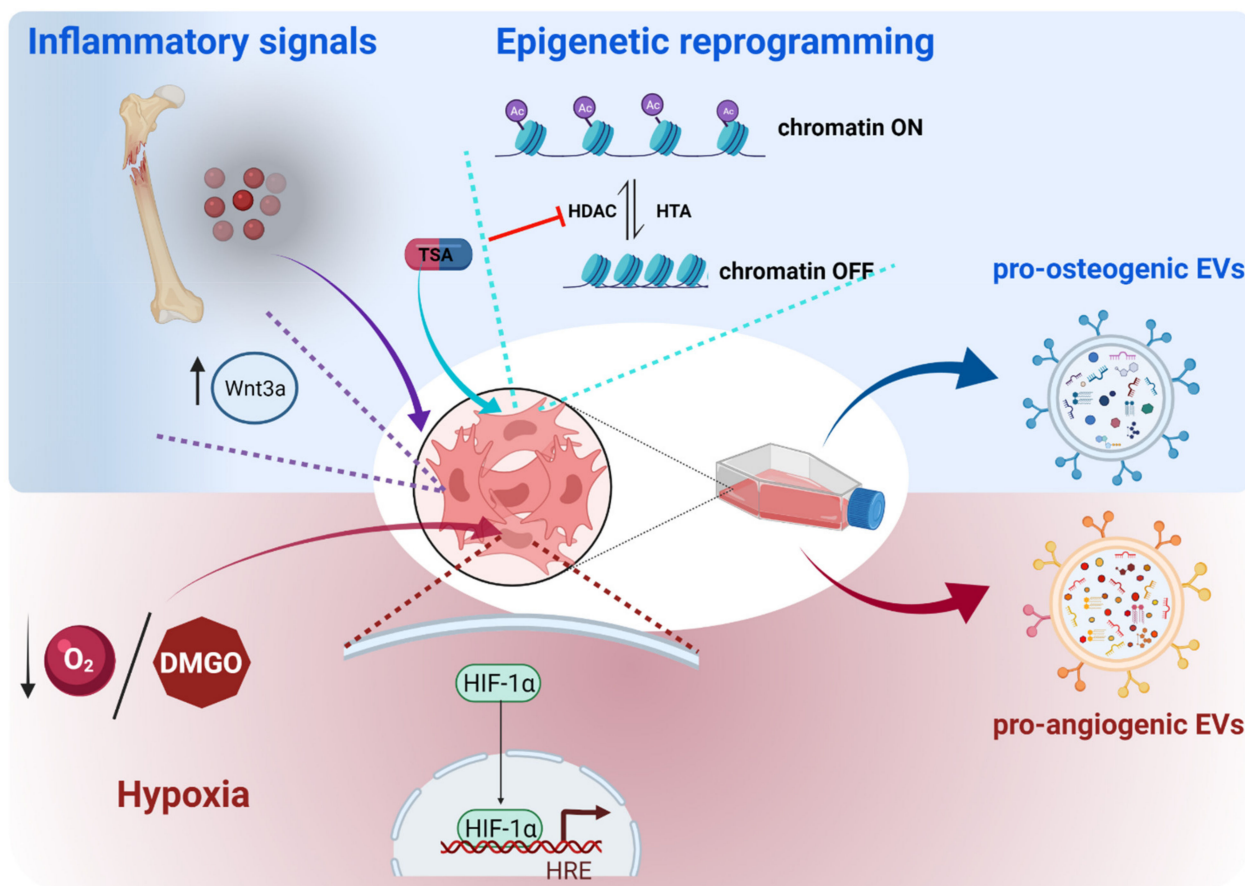 Inflammatory signals
Epigenetic reprogramming
Ac
Ac
Ac
Ac
chromatin ON
HDAC
HTA
TSA
chromatin OFF
pro-osteogenic EVs
Wnt3a
O₂
DMGO
HIF-1α
pro-angiogenic EVs
Hypoxia
HIF-1α
HRE